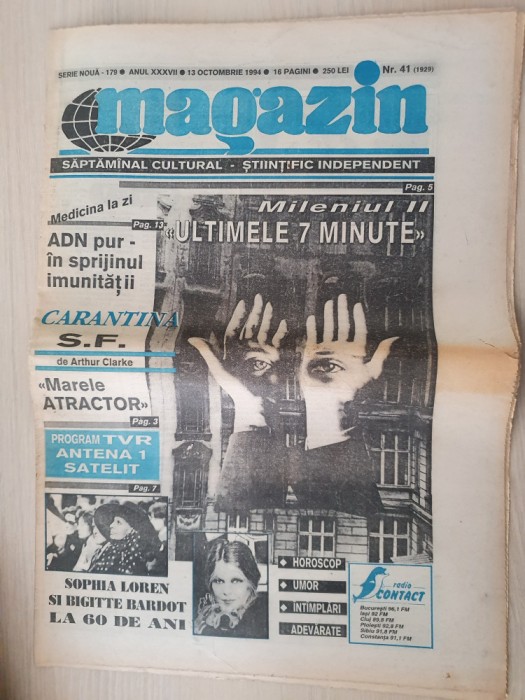 SERIE NOUĂ - 179 ● ANUL XXXVII ● 13 OCTOMBRIE 1994 ● 16 PAGINI ● 250 LEI Nr. 41 (1929)
magazin
SĂPTĂMÎNAL CULTURAL - ȘTIINȚIFIC INDEPENDENT
Pag. 5
Medicina la zi
Mileniul II
Pag. 13
«ULTIMELE 7 MINUTE»
ADN pur -
în sprijinul
imunității
CARANTINA
S.F.
de Arthur Clarke
«Marele
ATRACTOR»
Pag. 3
PROGRAM TVR
ANTENA 1
SATELIT
Pag. 7
SOPHIA LOREN
SI BIGITTE BARDOT
LA 60 DE ANI
HOROSCOP
UMOR
INTÎMPLARI
ADEVĂRATE
radio
CONTACT
București 96,1 FM
Iași 92 FM
Cluj 99,8 FM
Ploiești 92,8 FM
Sibiu 91,8 FM
Constanța 91,1 FM